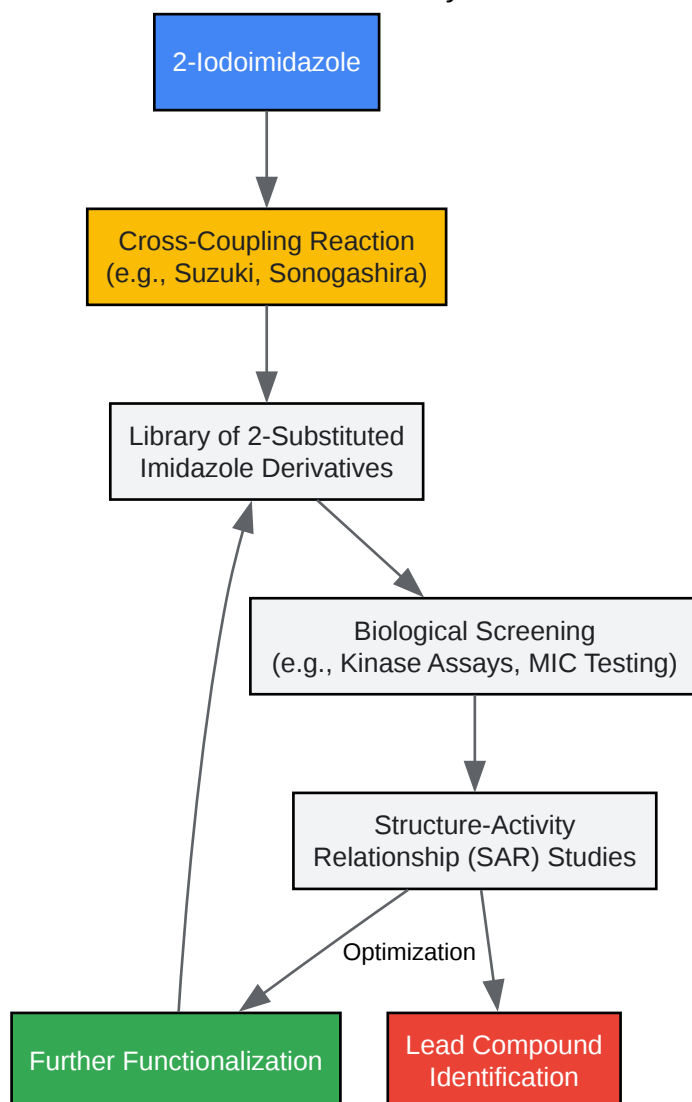 2-Iodoimidazole
Cross-Coupling Reaction
(e.g., Suzuki, Sonogashira)
Library of 2-Substituted
Imidazole Derivatives
Biological Screening
(e.g., Kinase Assays, MIC Testing)
Structure-Activity
Relationship (SAR) Studies
Optimization
Further Functionalization
Lead Compound
Identification